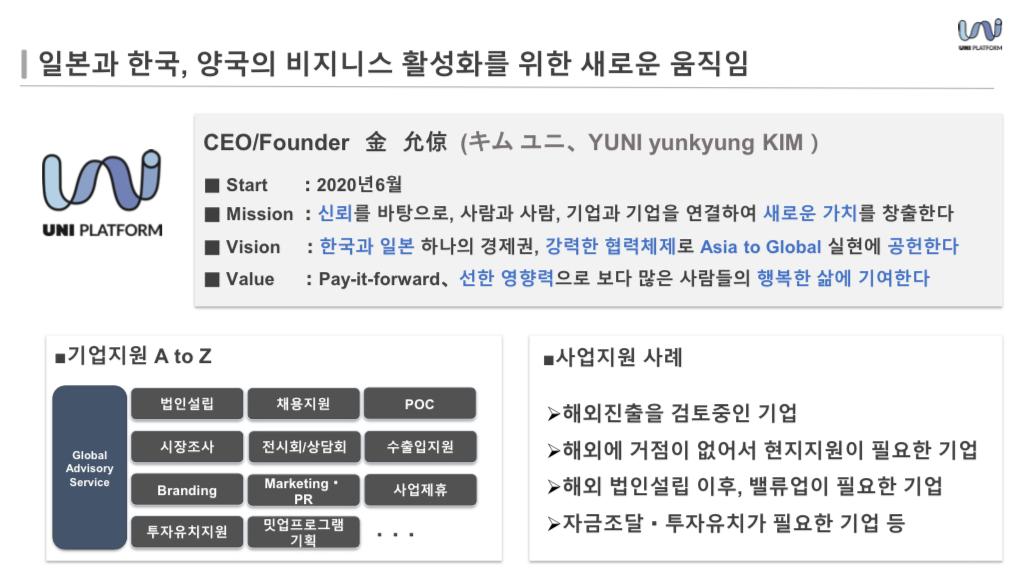 UNI PLATFORM
일본과 한국, 양국의 비지니스 활성화를 위한 새로운 움직임
UNI PLATFORM
CEO/Founder 金 允倞 (キム ユニ、YUNI yunkyung KIM )
■ Start : 2020년6월
■ Mission : 신뢰를 바탕으로, 사람과 사람, 기업과 기업을 연결하여 새로운 가치를 창출한다
■ Vision : 한국과 일본 하나의 경제권, 강력한 협력체제로 Asia to Global 실현에 공헌한다
■ Value : Pay-it-forward、선한 영향력으로 보다 많은 사람들의 행복한 삶에 기여한다
■기업지원 A to Z
Global
Advisory
Service
법인설립 채용지원 POC
시장조사 전시회/상담회 수출입지원
Branding Marketing・
PR 사업제휴
투자유치지원 밋업프로그램
기획 ・・・
■사업지원 사례
➢해외진출을 검토중인 기업
➢해외에 거점이 없어서 현지지원이 필요한 기업
➢해외 법인설립 이후, 밸류업이 필요한 기업
➢자금조달・투자유치가 필요한 기업 등